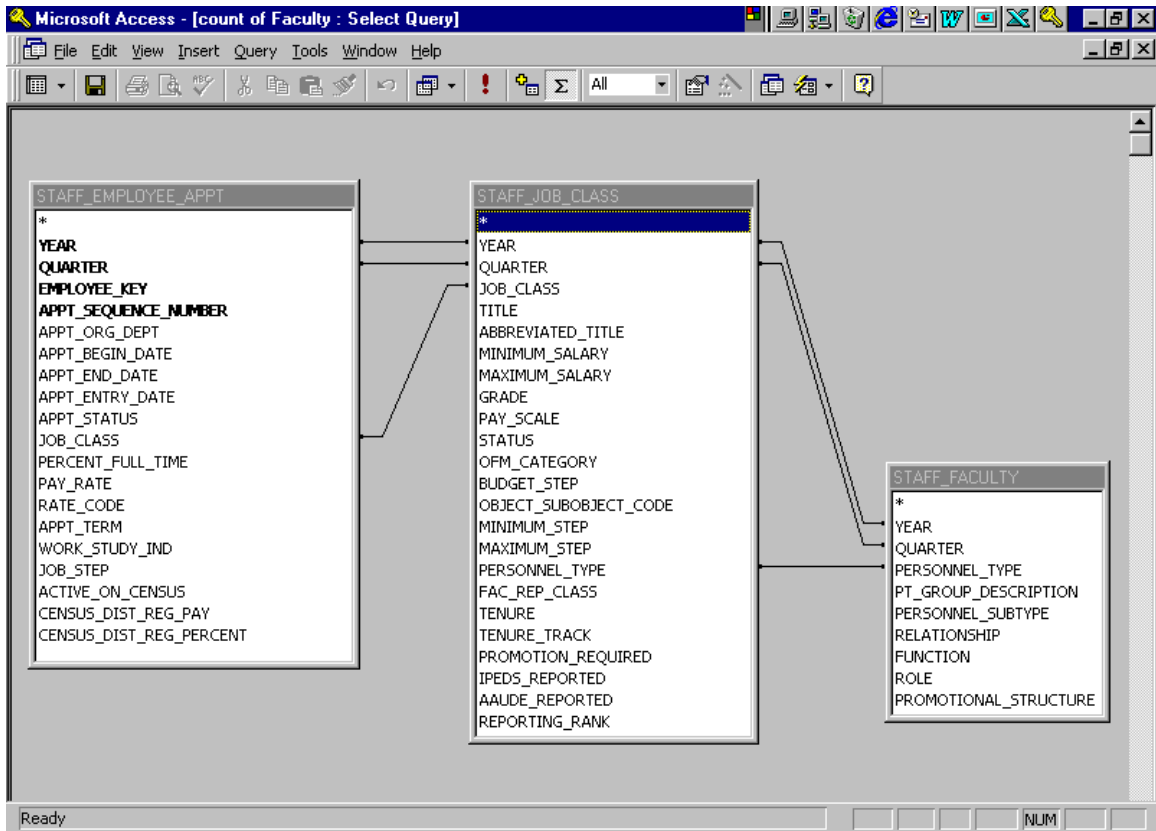 Microsoft Access - [count of Faculty : Select Query]
File Edit View Insert Query Tools Window Help
All
STAFF_EMPLOYEE_APPT
*
YEAR
QUARTER
EMPLOYEE_KEY
APPT_SEQUENCE_NUMBER
APPT_ORG_DEPT
APPT_BEGIN_DATE
APPT_END_DATE
APPT_ENTRY_DATE
APPT_STATUS
JOB_CLASS
PERCENT_FULL_TIME
PAY_RATE
RATE_CODE
APPT_TERM
WORK_STUDY_IND
JOB_STEP
ACTIVE_ON_CENSUS
CENSUS_DIST_REG_PAY
CENSUS_DIST_REG_PERCENT
STAFF_JOB_CLASS
*
YEAR
QUARTER
JOB_CLASS
TITLE
ABBREVIATED_TITLE
MINIMUM_SALARY
MAXIMUM_SALARY
GRADE
PAY_SCALE
STATUS
OFM_CATEGORY
BUDGET_STEP
OBJECT_SUBOBJECT_CODE
MINIMUM_STEP
MAXIMUM_STEP
PERSONNEL_TYPE
FAC_REP_CLASS
TENURE
TENURE_TRACK
PROMOTION_REQUIRED
IPEDS_REPORTED
AAUDE_REPORTED
REPORTING_RANK
STAFF_FACULTY
*
YEAR
QUARTER
PERSONNEL_TYPE
PT_GROUP_DESCRIPTION
PERSONNEL_SUBTYPE
RELATIONSHIP
FUNCTION
ROLE
PROMOTIONAL_STRUCTURE
Ready
NUM